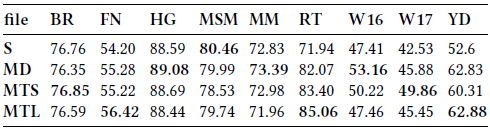 file BR FN HG MSM MM RT W16 W17 YD
S 76.76 54.20 88.59 80.46 72.83 71.94 47.41 42.53 52.6
MD 76.35 55.28 89.08 79.99 73.39 82.07 53.16 45.88 62.83
MTS 76.85 55.22 88.69 78.53 72.98 83.40 50.22 49.86 60.31
MTL 76.59 56.42 88.44 79.74 71.96 85.06 47.46 45.45 62.88